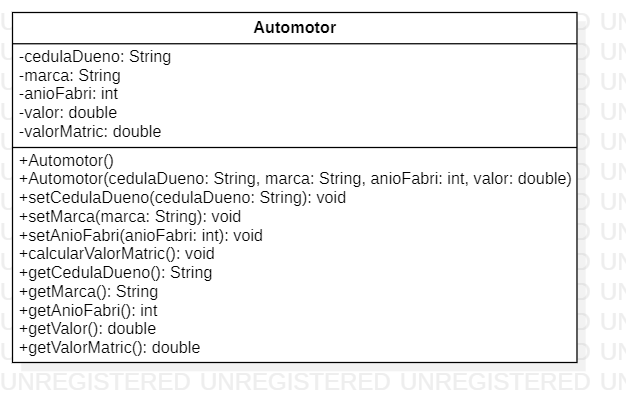 Automotor
-cedulaDueno: String
-marca: String
-anioFabri: int
-valor: double
-valorMatric: double
+Automotor()
+Automotor(cedulaDueno: String, marca: String, anioFabri: int, valor: double)
+setCedulaDueno(cedulaDueno: String): void
+setMarca(marca: String): void
+setAnioFabri(anioFabri: int): void
+calcularValorMatric(): void
+getCedulaDueno(): String
+getMarca(): String
+getAnioFabri(): int
+getValor(): double
+getValorMatric(): double
UNREGISTERED UNREGISTERED UNREGISTERED UN